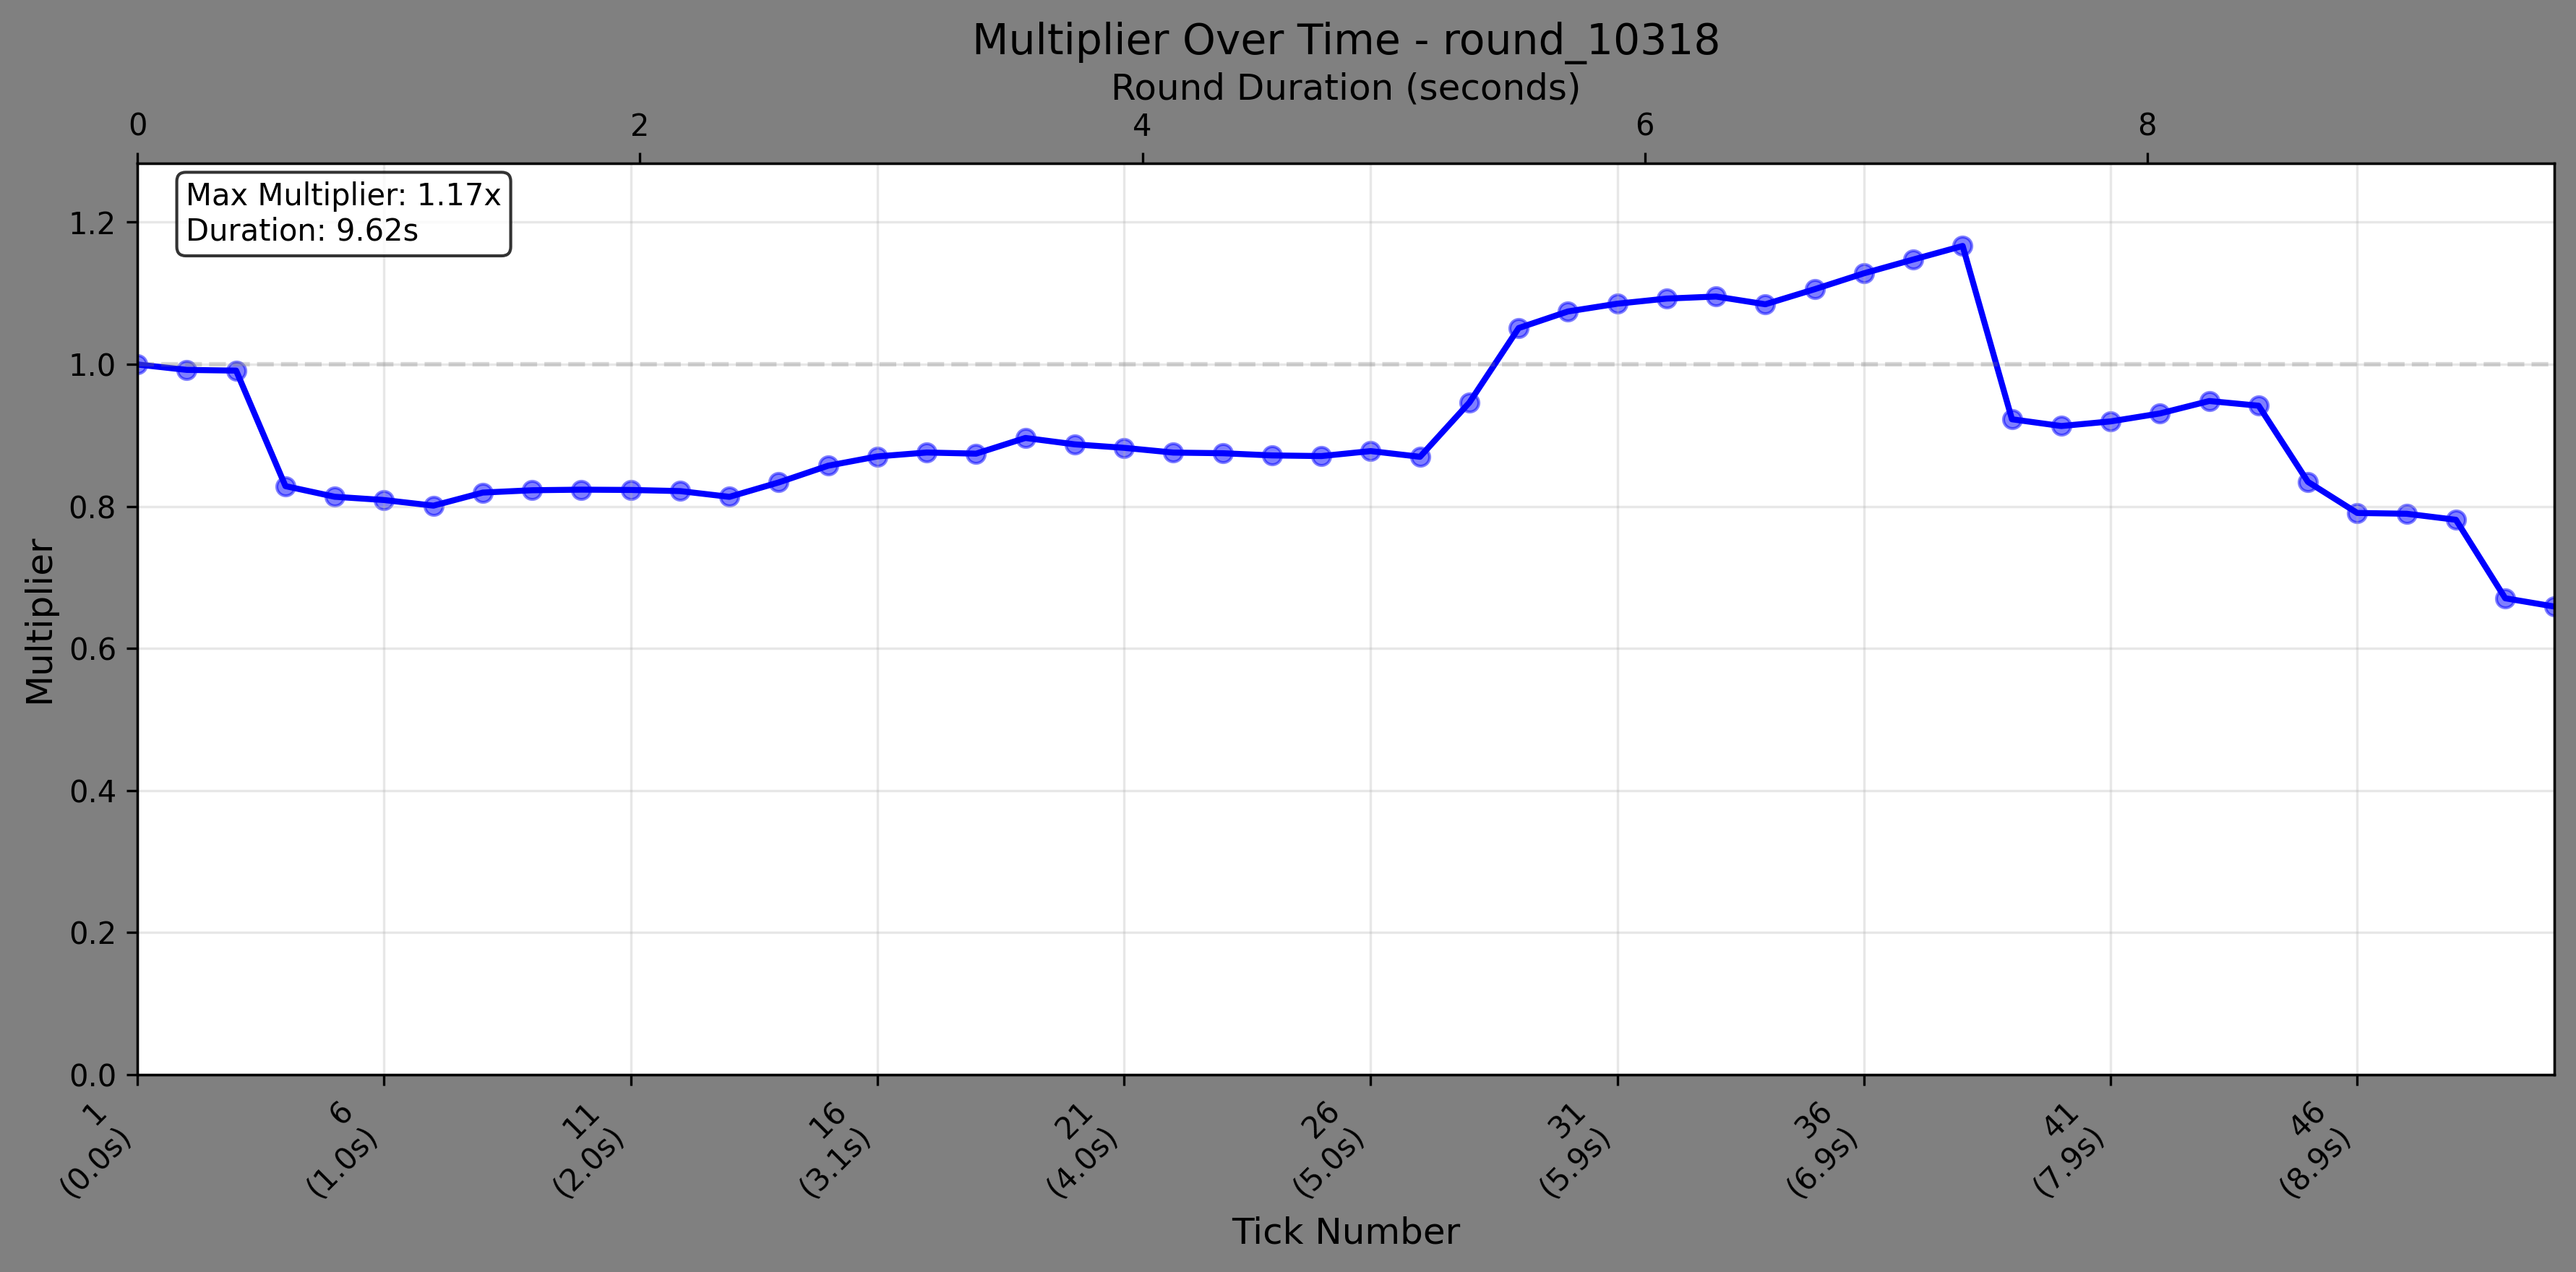 Multiplier Over Time - round_10318
Round Duration (seconds)
0 2 4 6 8
Max Multiplier: 1.17x
Duration: 9.62s
1.2
1.0
0.8
0.6
0.4
0.2
0.0
Multiplier
1
(0.0s)
6
(1.0s)
11
(2.0s)
16
(3.1s)
21
(4.0s)
26
(5.0s)
31
(5.9s)
36
(6.9s)
41
(7.9s)
46
(8.9s)
Tick Number